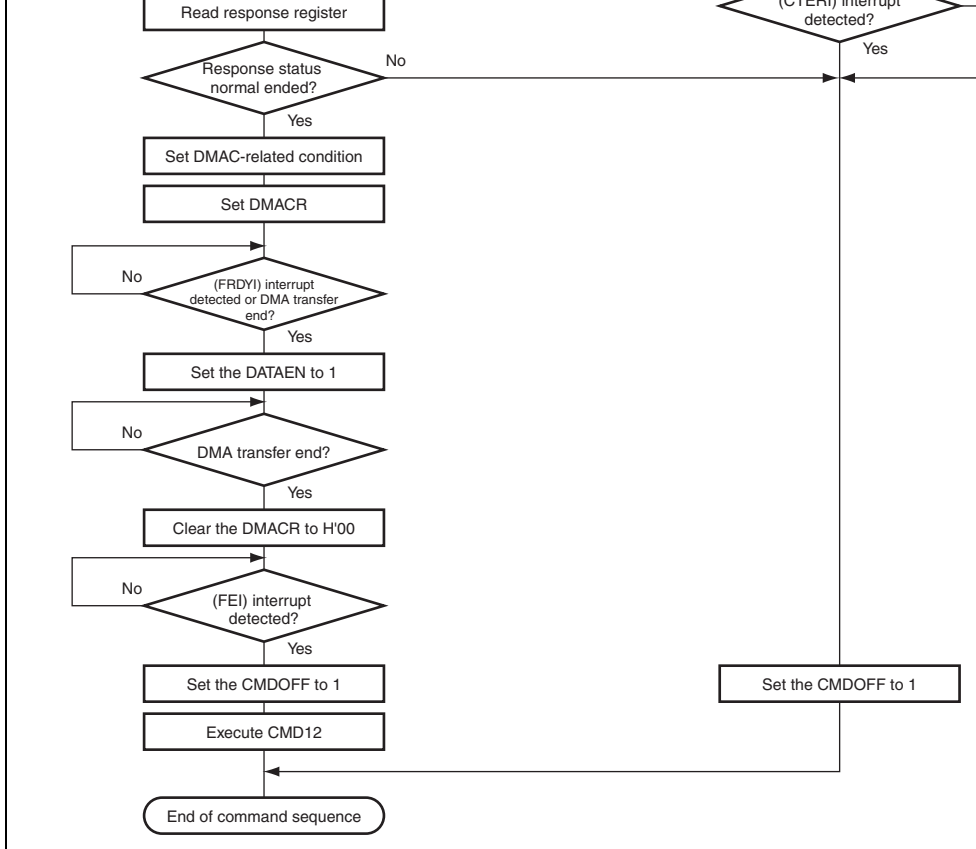 Read response register
(CTERI) interrupt
detected?
Yes
Response status
normal ended?
No
Yes
Set DMAC-related condition
Set DMACR
No
(FRDYI) interrupt
detected or DMA transfer
end?
Yes
Set the DATAEN to 1
No
DMA transfer end?
Yes
Clear the DMACR to H'00
No
(FEI) interrupt
detected?
Yes
Set the CMDOFF to 1
Set the CMDOFF to 1
Execute CMD12
End of command sequence